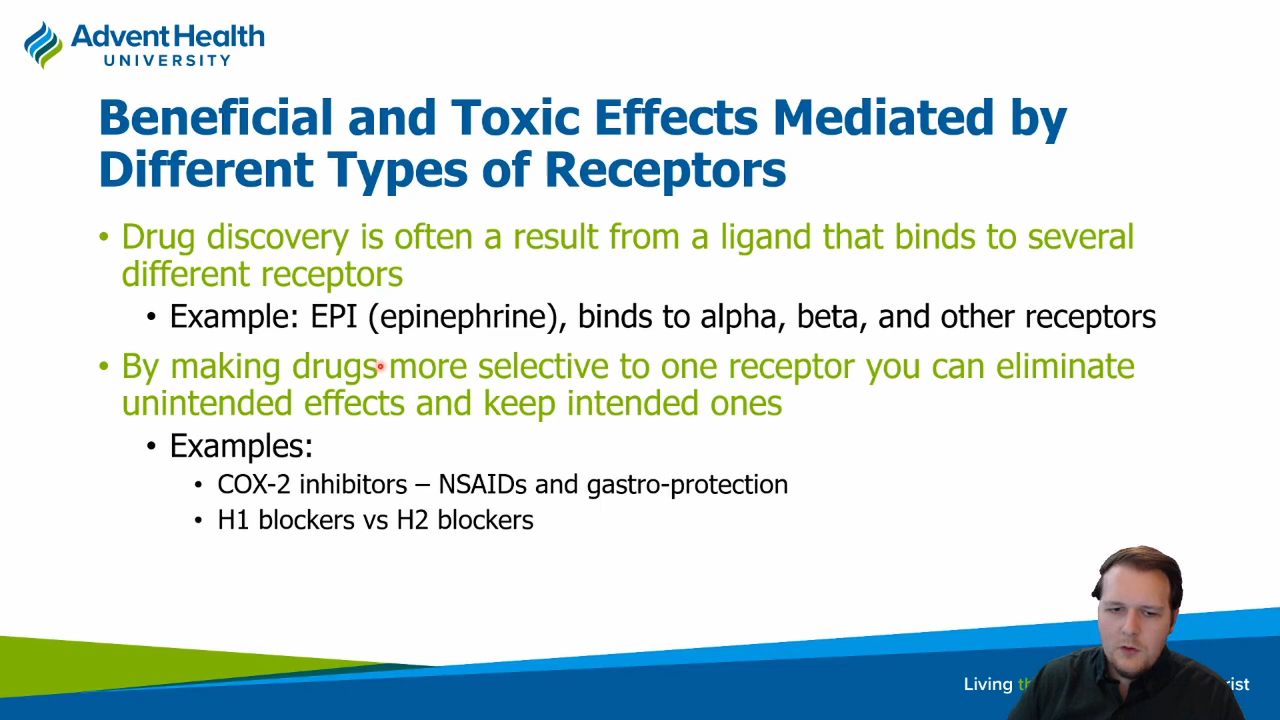 AdventHealth
UNIVERSITY
Beneficial and Toxic Effects Mediated by
Different Types of Receptors
• Drug discovery is often a result from a ligand that binds to several
different receptors
• Example: EPI (epinephrine), binds to alpha, beta, and other receptors
• By making drugs more selective to one receptor you can eliminate
unintended effects and keep intended ones
• Examples:
• COX-2 inhibitors – NSAIDs and gastro-protection
• H1 blockers vs H2 blockers
Living